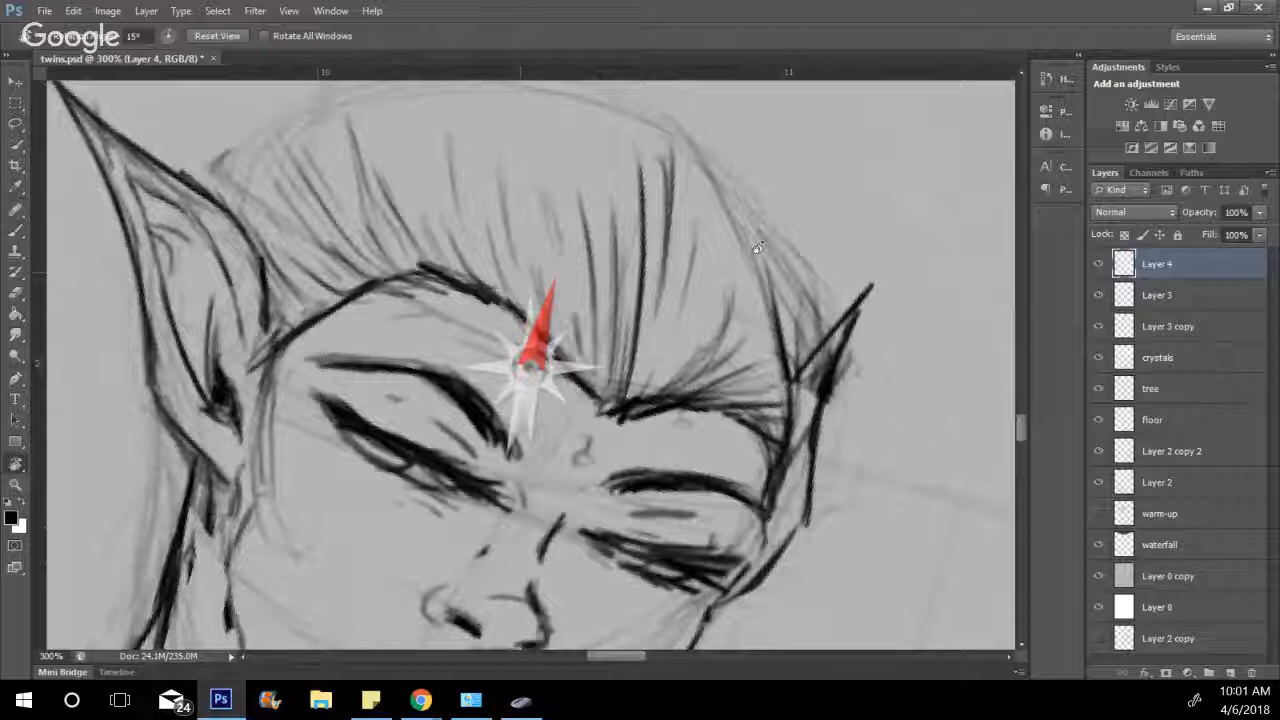 Ps File Edit Image Layer Type Select Filter View Window Help
Google
15° Reset View Rotate All Windows
Essentials
twins.psd @ 300% (Layer 4, RGB/8) * ×
10 11
Adjustments Styles
Add an adjustment
H...
P...
I...
C...
P...
Layers Channels Paths
Kind
Normal Opacity: 100%
Lock: Fill: 100%
Layer 4
Layer 3
Layer 3 copy
crystals
tree
floor
Layer 2 copy 2
Layer 2
warm-up
waterfall
Layer 0 copy
Layer 0
Layer 2 copy
300% Doc: 24.1M/235.0M
Mini Bridge Timeline
24
Ps
10:01 AM
4/6/2018